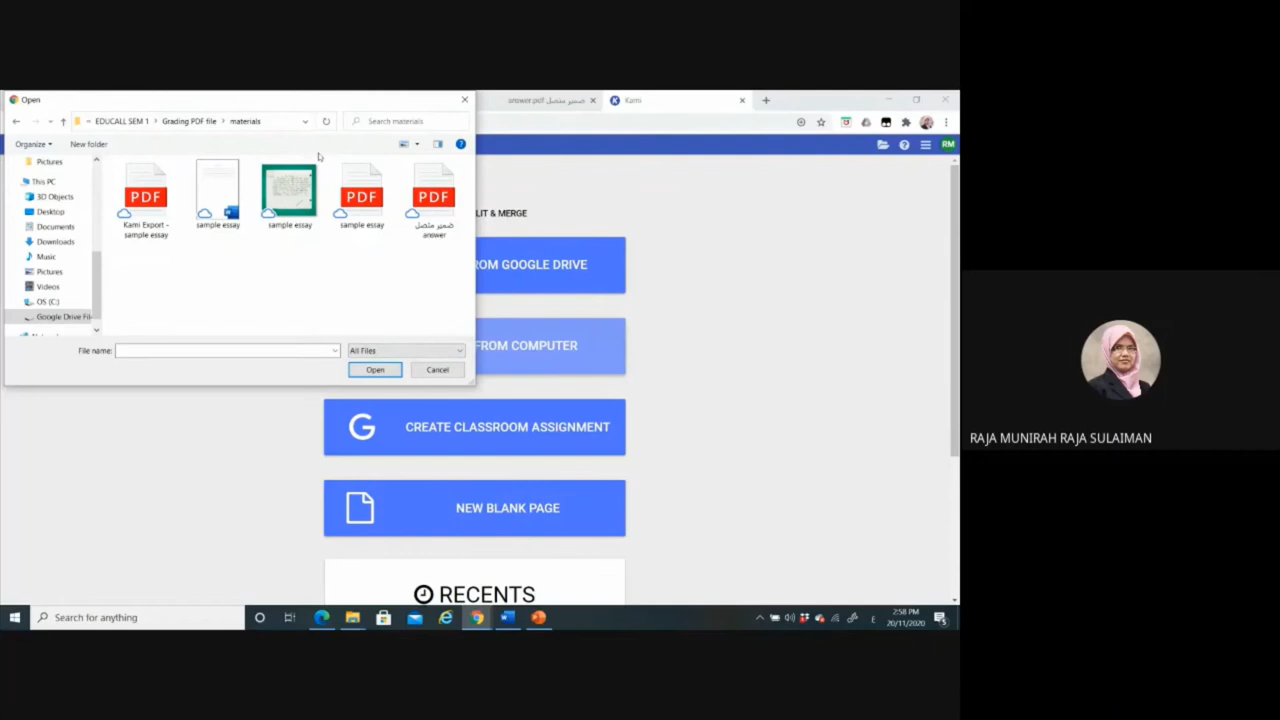 Open
answer.pdf ضمير متصل
Kami
EDUCALL SEM 1 > Grading PDF file > materials
Search materials
Organize
New folder
RM
Pictures
This PC
3D Objects
Desktop
Documents
Downloads
Music
Pictures
Videos
OS (C:)
Google Drive Fil
PDF
Kami Export -
sample essay
sample essay
sample essay
PDF
sample essay
PDF
ضمير متصل
answer
File name:
All Files
Open
Cancel
LIT & MERGE
ROM GOOGLE DRIVE
FROM COMPUTER
CREATE CLASSROOM ASSIGNMENT
NEW BLANK PAGE
RECENTS
Search for anything
2:58 PM
20/11/2020
RAJA MUNIRAH RAJA SULAIMAN